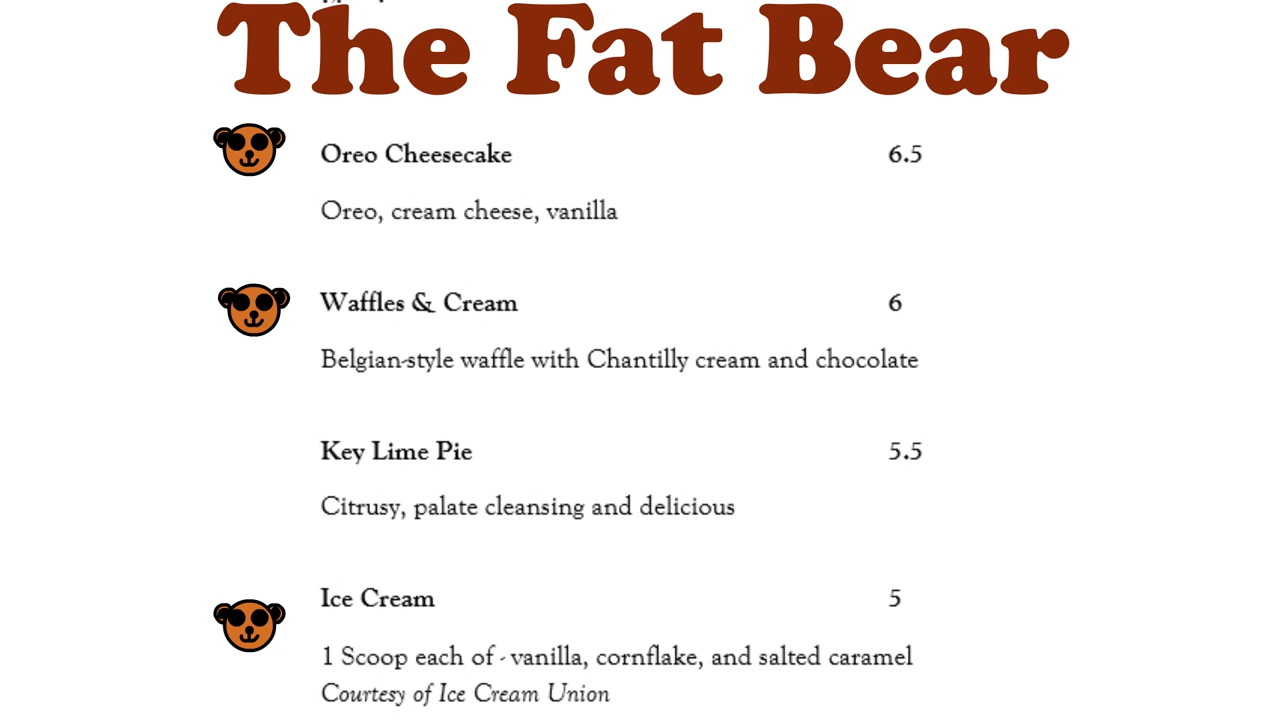 The Fat Bear
Oreo Cheesecake 6.5
Oreo, cream cheese, vanilla
Waffles & Cream 6
Belgian-style waffle with Chantilly cream and chocolate
Key Lime Pie 5.5
Citrusy, palate cleansing and delicious
Ice Cream 5
1 Scoop each of - vanilla, cornflake, and salted caramel
Courtesy of Ice Cream Union